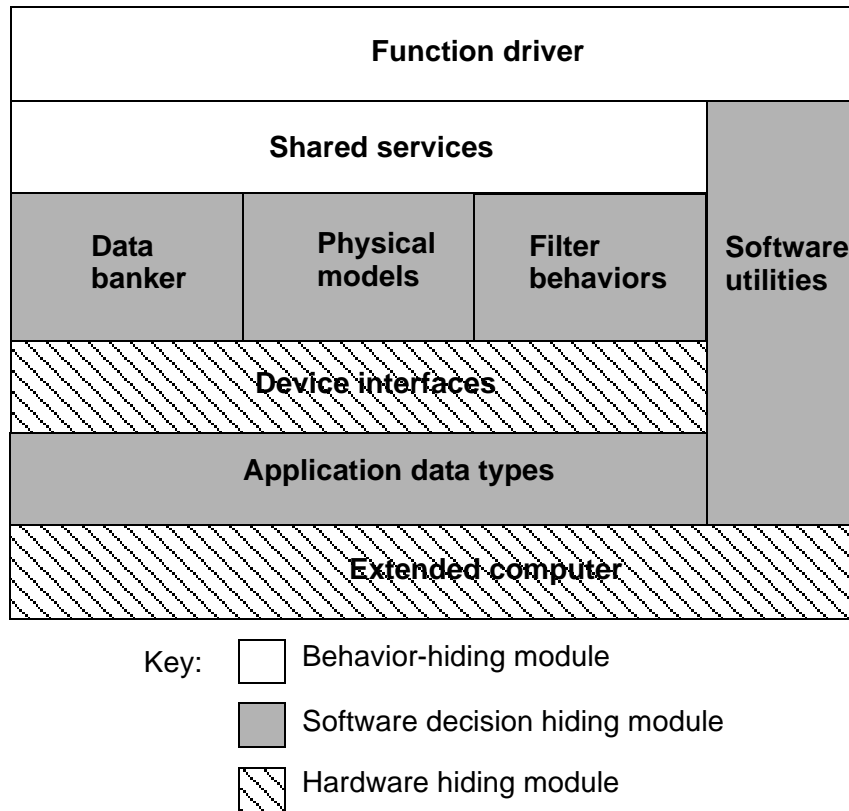 Function driver
Shared services
Data
banker
Physical
models
Filter
behaviors
Software
utilities
Device interfaces
Application data types
Extended computer
Key:
Behavior-hiding module
Software decision hiding module
Hardware hiding module